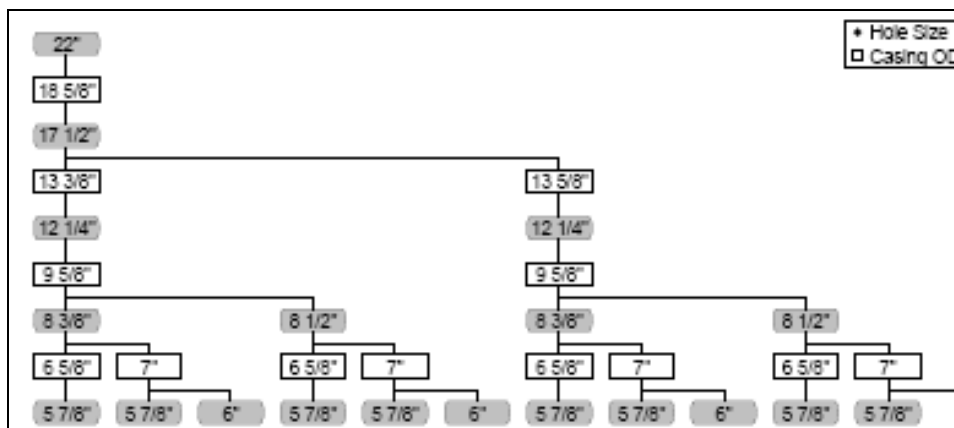 22"
* Hole Size
Casing OD
18 5/8"
17 1/2"
13 3/8" 13 5/8"
12 1/4" 12 1/4"
9 5/8" 9 5/8"
8 3/8" 8 1/2" 8 3/8" 8 1/2"
6 5/8" 7" 6 5/8" 7" 6 5/8" 7" 6 5/8" 7"
5 7/8" 5 7/8" 6" 5 7/8" 5 7/8" 6" 5 7/8" 5 7/8" 6" 5 7/8" 5 7/8"